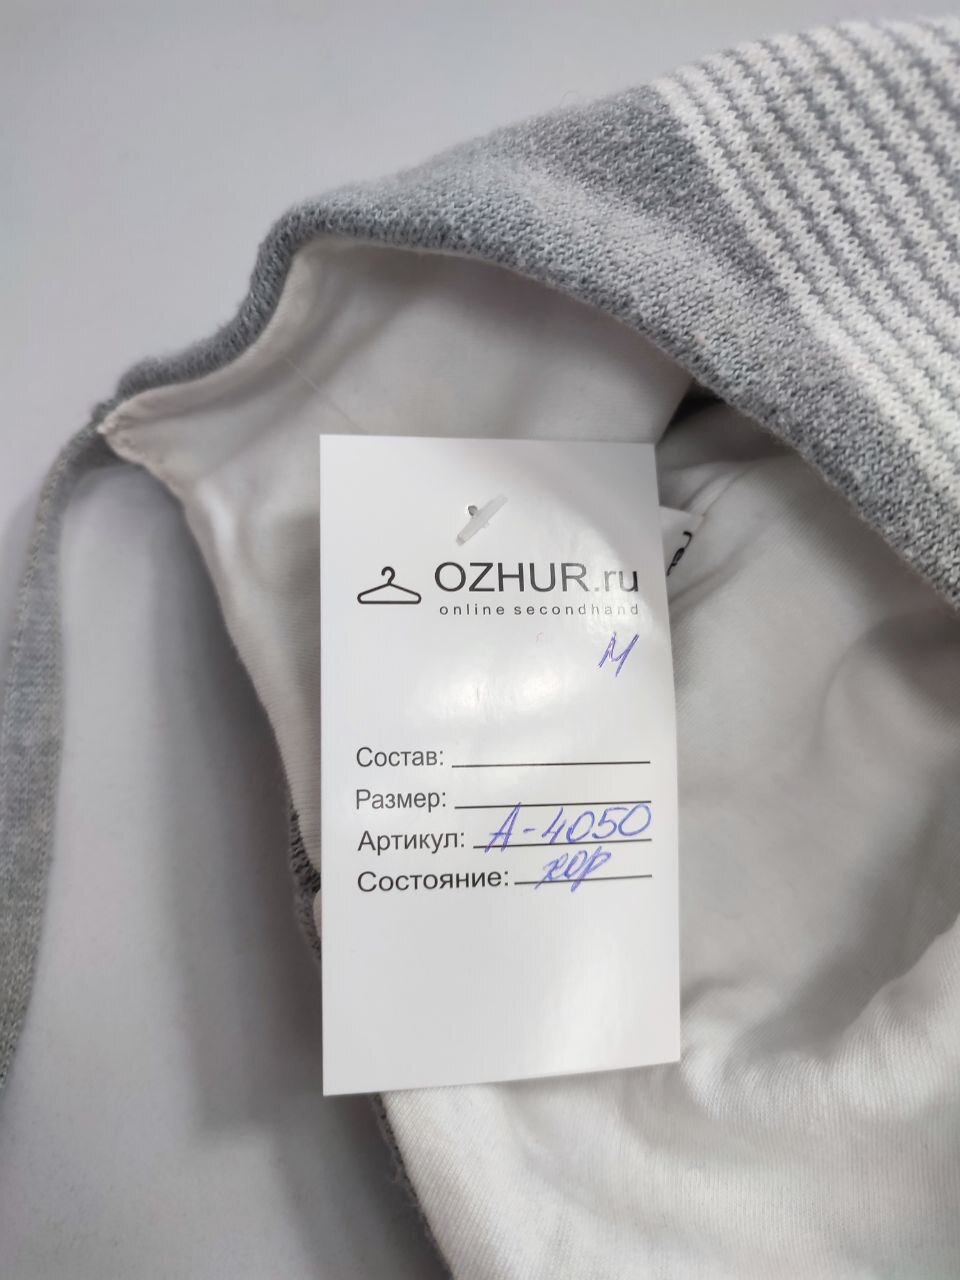 OZHUR.ru
online secondhand
М
Состав:
Размер:
Артикул: А-4050
Состояние: хор